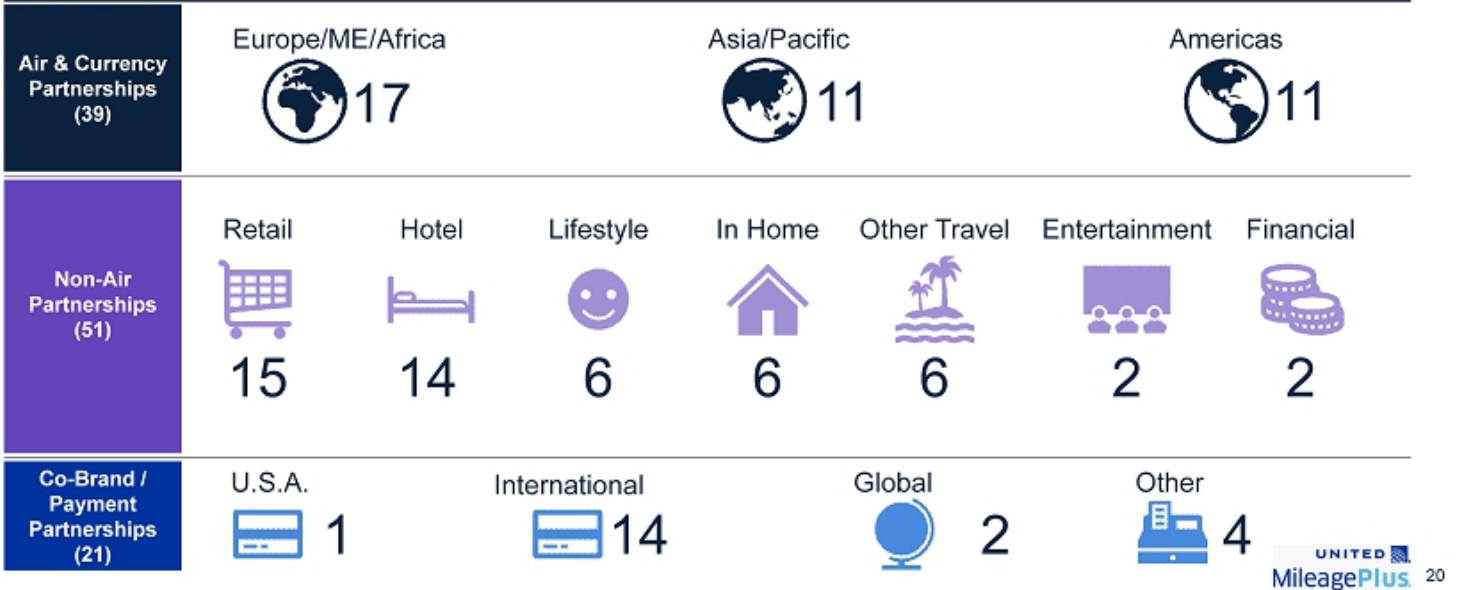 Air & Currency
Partnerships
(39)
Europe/ME/Africa
17
Asia/Pacific
11
Americas
11
Non-Air
Partnerships
(51)
Retail
15
Hotel
14
Lifestyle
6
In Home
6
Other Travel
6
Entertainment
2
Financial
2
Co-Brand /
Payment
Partnerships
(21)
U.S.A.
1
International
14
Global
2
Other
4
UNITED
MileagePlus.
20